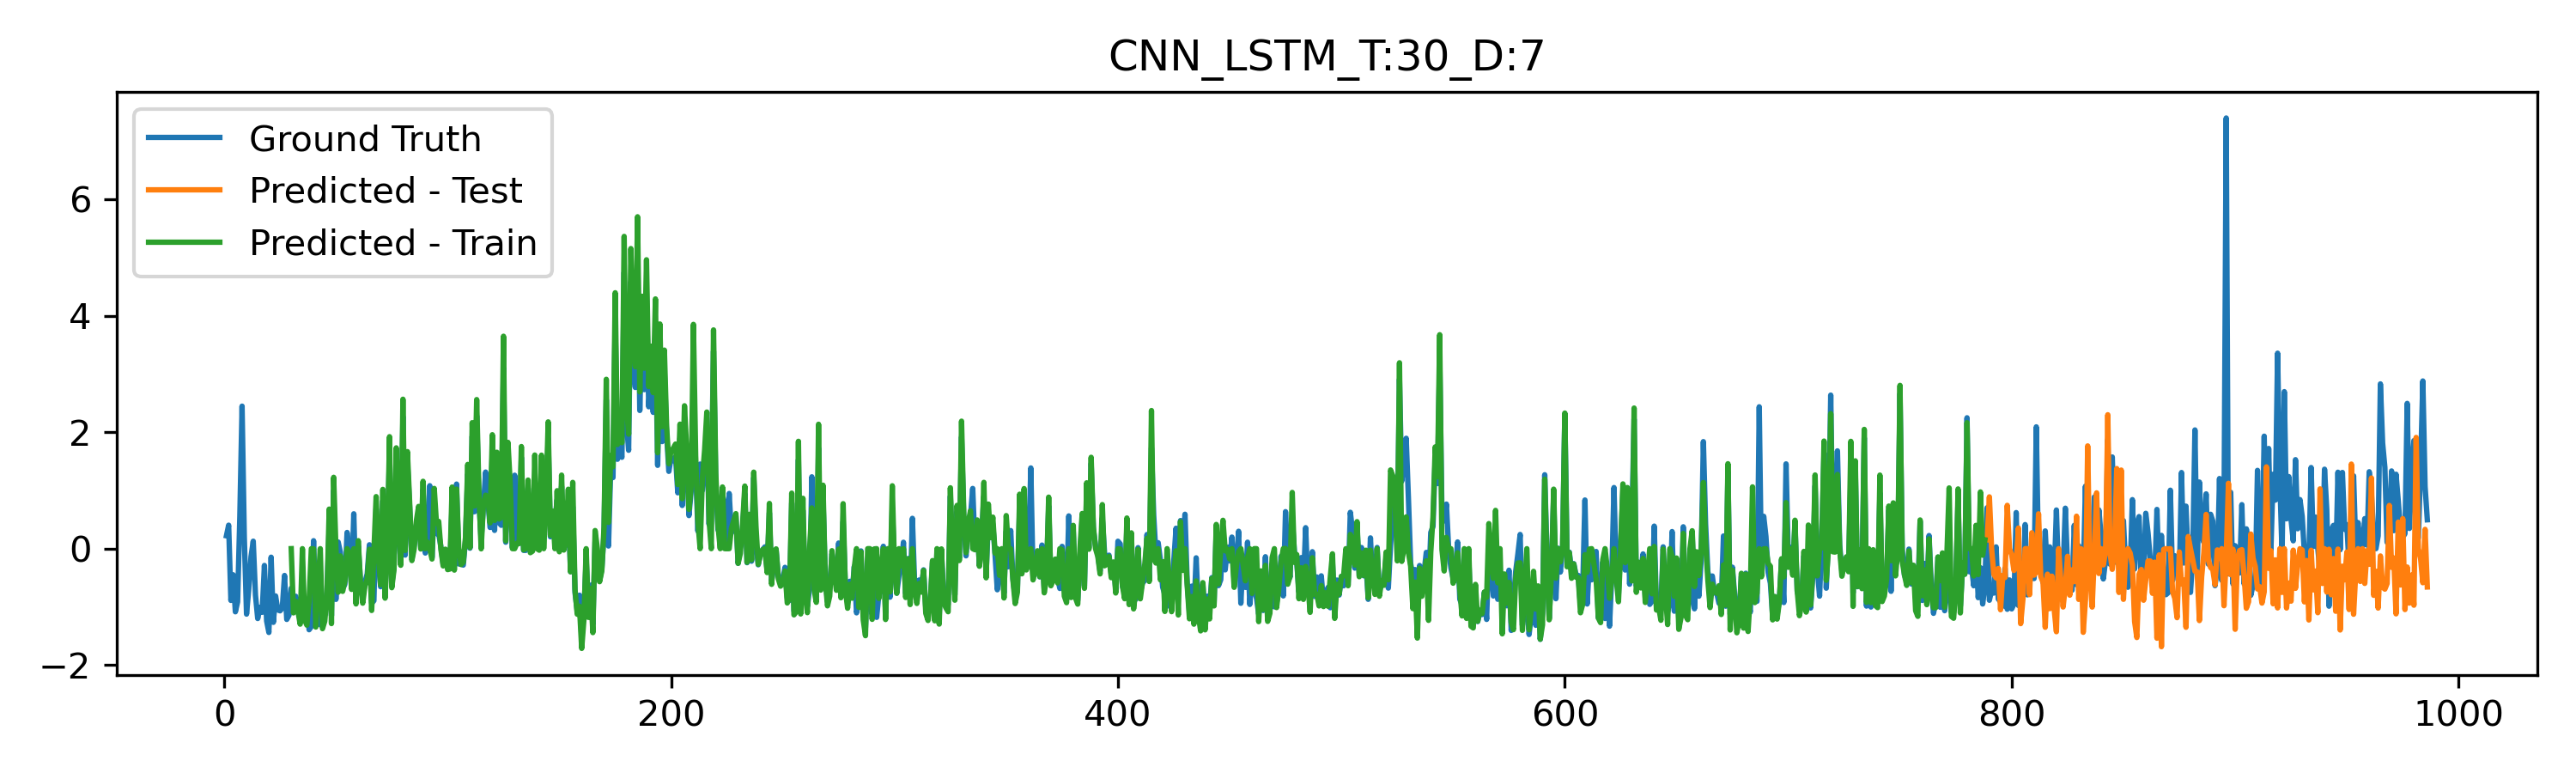 CNN_LSTM_T:30_D:7
Ground Truth
Predicted - Test
Predicted - Train
6
4
2
0
−2
0 200 400 600 800 1000